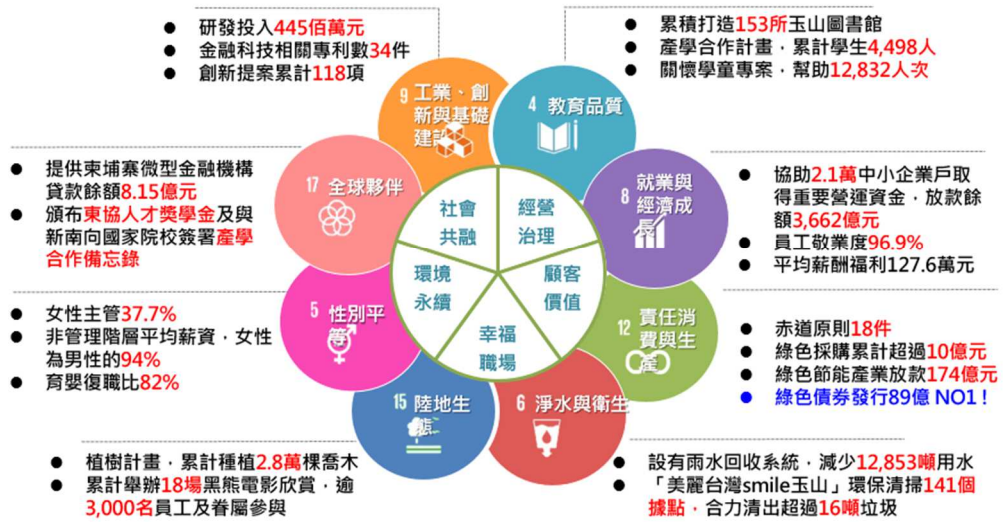 ● 研發投入445佰萬元
● 金融科技相關專利數34件
● 創新提案累計118項
● 累積打造153所玉山圖書館
● 產學合作計畫，累計學生4,498人
● 關懷學童專案，幫助12,832人次
9 工業、創
新與基礎
建設
4 教育品質
● 提供柬埔寨微型金融機構
貸款餘額8.15億元
● 頒布東協人才獎學金及與
新南向國家院校簽署產學
合作備忘錄
17 全球夥伴
社會
共融
經營
治理
環境
永續
顧客
價值
幸福
職場
8 就業與
經濟成
長
● 協助2.1萬中小企業戶取
得重要營運資金，放款餘
額3,662億元
● 員工敬業度96.9%
● 平均薪酬福利127.6萬元
● 女性主管37.7%
● 非管理階層平均薪資，女性
為男性的94%
● 育嬰復職比82%
5 性別平
等
12 責任消
費與生
產
● 赤道原則18件
● 綠色採購累計超過10億元
● 綠色節能產業放款174億元
● 綠色債券發行89億 NO1！
15 陸地生
態
6 淨水與衛生
● 植樹計畫，累計種植2.8萬棵喬木
● 累計舉辦18場黑熊電影欣賞，逾
3,000名員工及眷屬參與
● 設有雨水回收系統，減少12,853噸用水
● 「美麗台灣smile玉山」環保清掃141個
據點，合力清出超過16噸垃圾